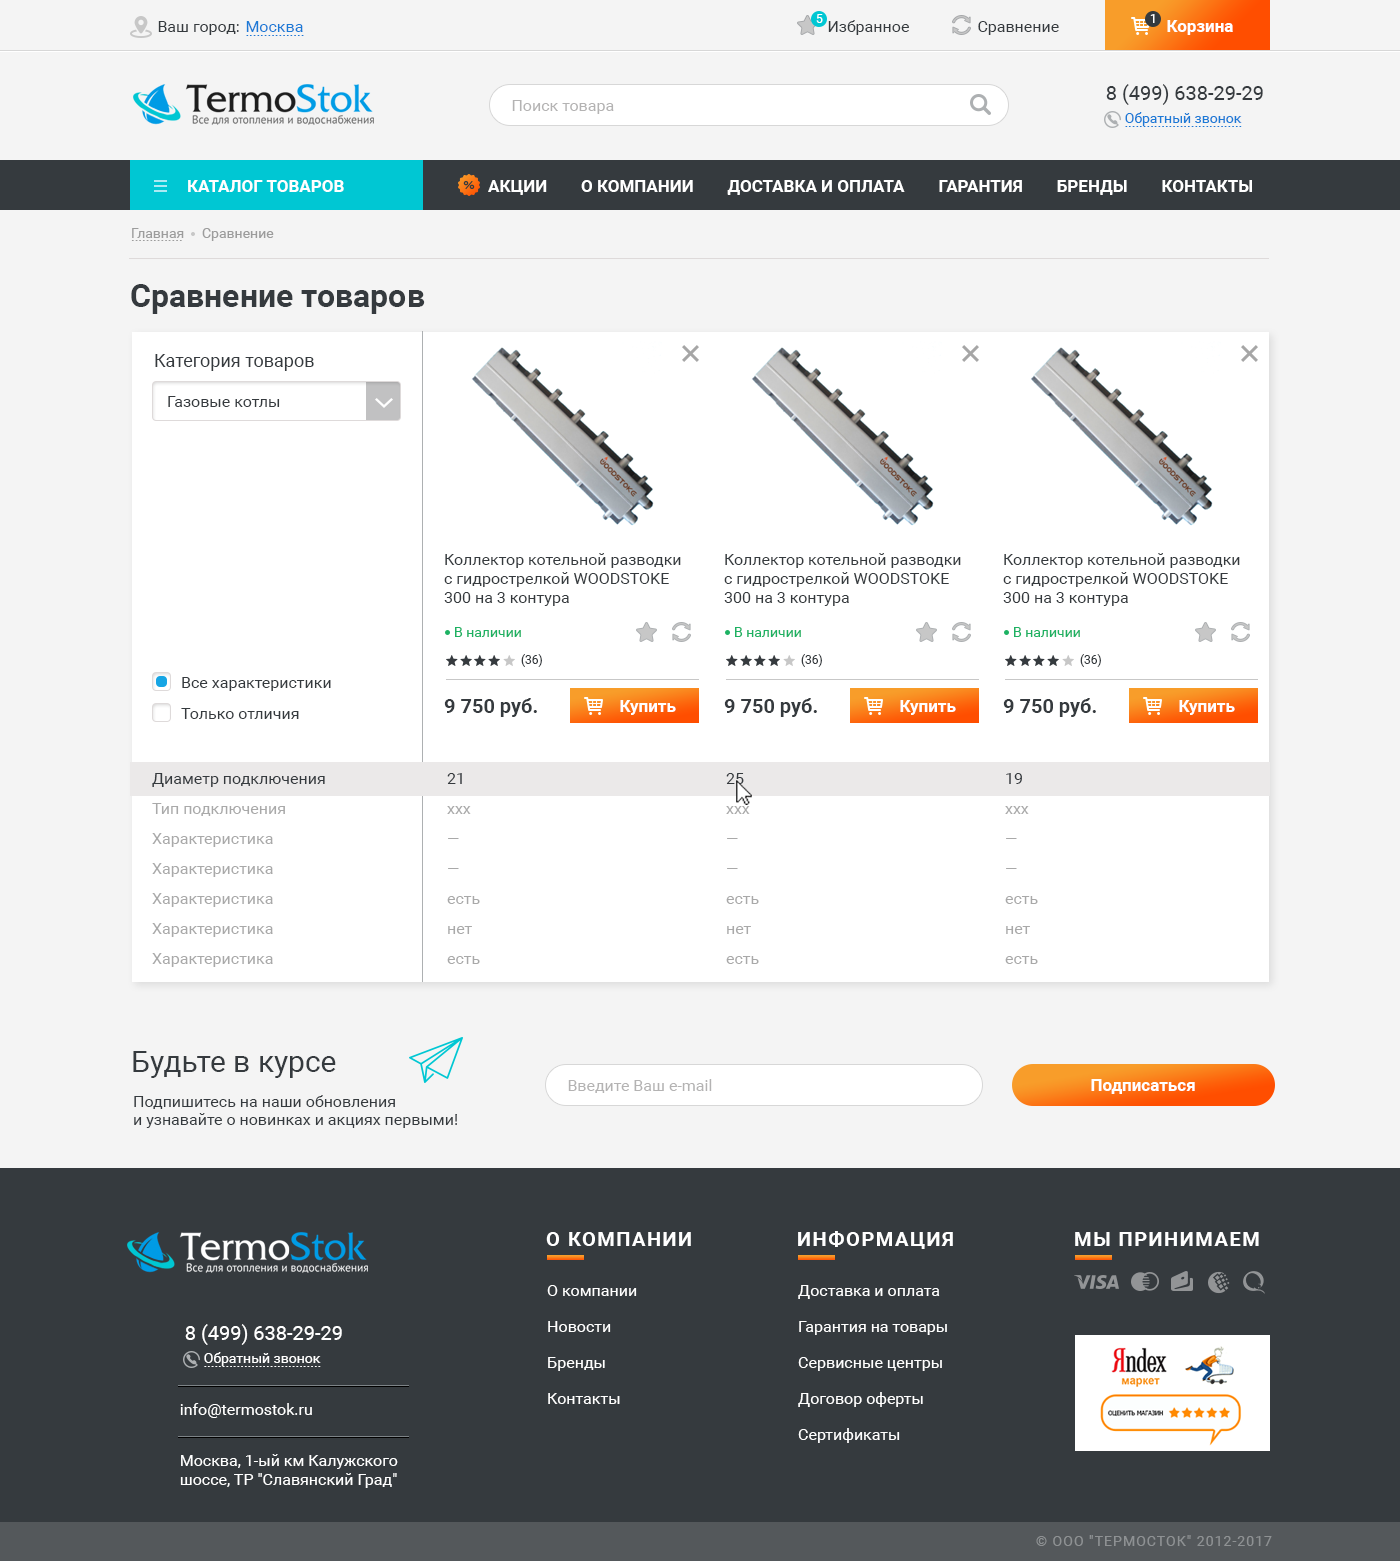 Ваш город: Москва
5
Избранное
Сравнение
1
Корзина
TermoStok
Все для отопления и водоснабжения
Поиск товара
8 (499) 638-29-29
Обратный звонок
КАТАЛОГ ТОВАРОВ
% АКЦИИ
О КОМПАНИИ
ДОСТАВКА И ОПЛАТА
ГАРАНТИЯ
БРЕНДЫ
КОНТАКТЫ
Главная • Сравнение
Сравнение товаров
Категория товаров
Газовые котлы
Все характеристики
Только отличия
WOODSTOKE
Коллектор котельной разводки
с гидрострелкой WOODSTOKE
300 на 3 контура
• В наличии
(36)
9 750 руб.
Купить
WOODSTOKE
Коллектор котельной разводки
с гидрострелкой WOODSTOKE
300 на 3 контура
• В наличии
(36)
9 750 руб.
Купить
WOODSTOKE
Коллектор котельной разводки
с гидрострелкой WOODSTOKE
300 на 3 контура
• В наличии
(36)
9 750 руб.
Купить
Диаметр подключения 21 25 19
Тип подключения xxx xxx xxx
Характеристика — — —
Характеристика — — —
Характеристика есть есть есть
Характеристика нет нет нет
Характеристика есть есть есть
Будьте в курсе
Подпишитесь на наши обновления
и узнавайте о новинках и акциях первыми!
Введите Ваш e-mail
Подписаться
TermoStok
Все для отопления и водоснабжения
8 (499) 638-29-29
Обратный звонок
info@termostok.ru
Москва, 1-ый км Калужского
шоссе, ТР "Славянский Град"
О КОМПАНИИ
О компании
Новости
Бренды
Контакты
ИНФОРМАЦИЯ
Доставка и оплата
Гарантия на товары
Сервисные центры
Договор оферты
Сертификаты
МЫ ПРИНИМАЕМ
VISA
Яndex
маркет
ОЦЕНИТЬ МАГАЗИН
© ООО "ТЕРМОСТОК" 2012-2017